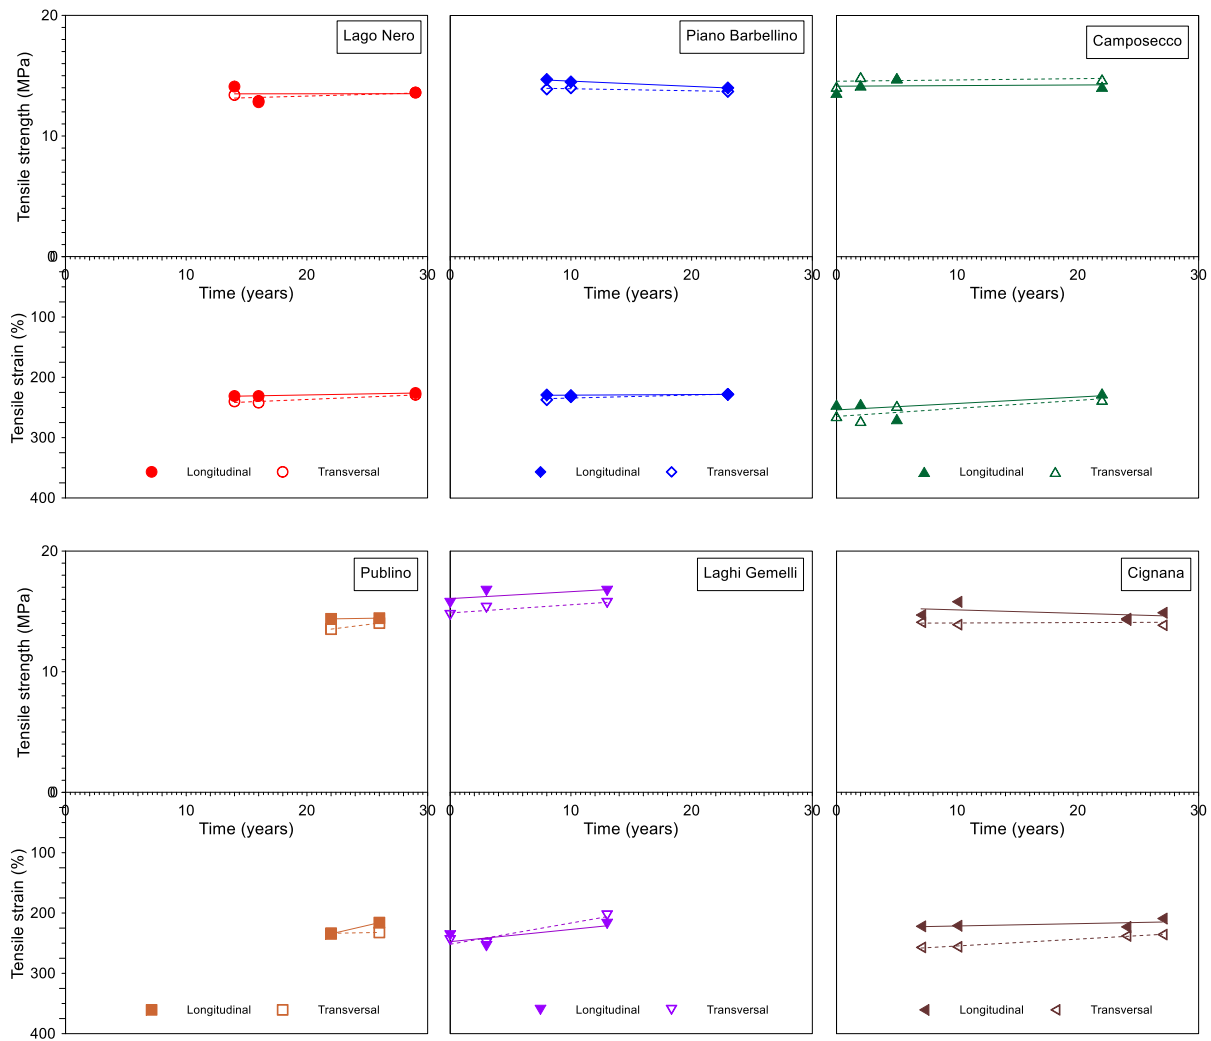 20
Lago Nero
Piano Barbellino
Camposecco
Tensile strength (MPa)
10
0
0
0 10 20 30
0 10 20 30
0 10 20 30
Time (years)
Time (years)
Time (years)
Tensile strain (%)
100
200
300
400
Longitudinal Transversal
Longitudinal Transversal
Longitudinal Transversal
20
Publino
Laghi Gemelli
Cignana
Tensile strength (MPa)
10
0
0
0 10 20 30
0 10 20 30
0 10 20 30
Time (years)
Time (years)
Time (years)
Tensile strain (%)
100
200
300
400
Longitudinal Transversal
Longitudinal Transversal
Longitudinal Transversal